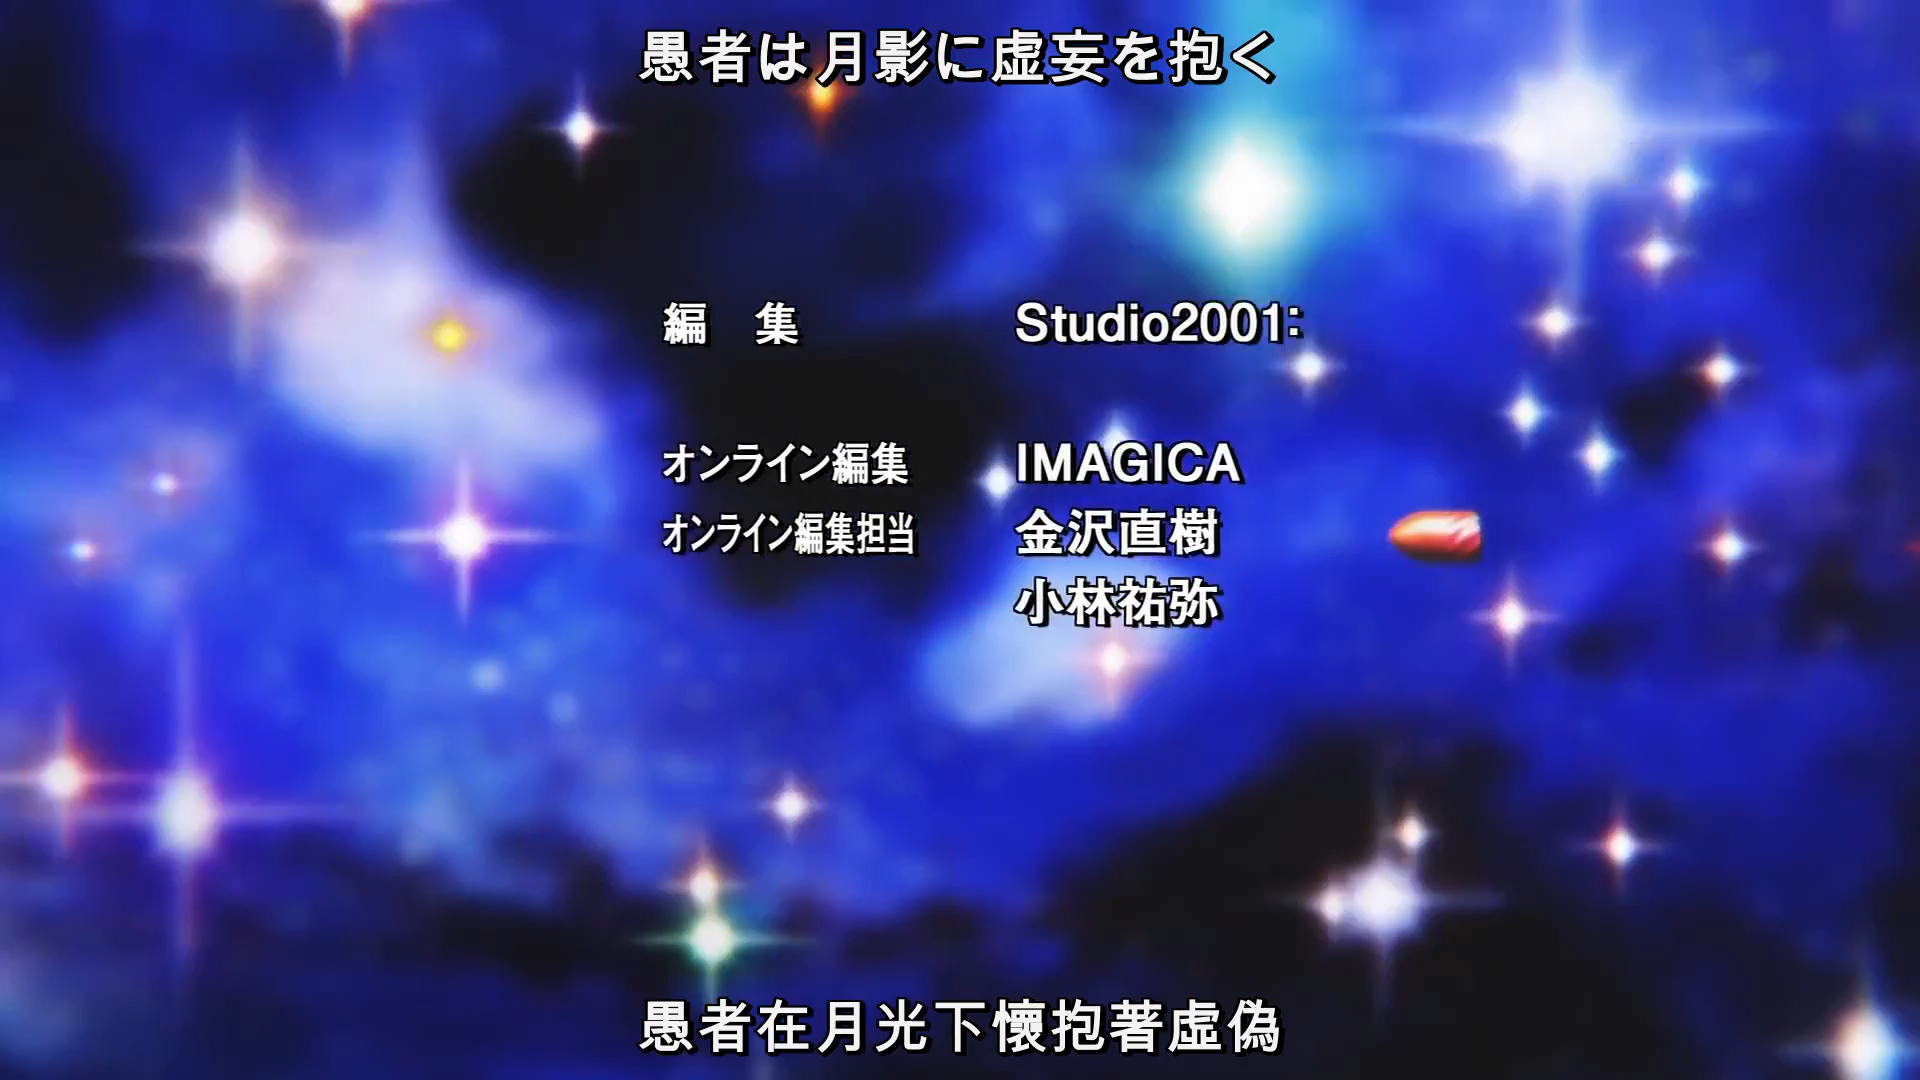 愚者は月影に虚妄を抱く
編　集　Studio2001:
オンライン編集　IMAGICA
オンライン編集担当　金沢直樹
小林祐弥
愚者在月光下懷抱著虛偽